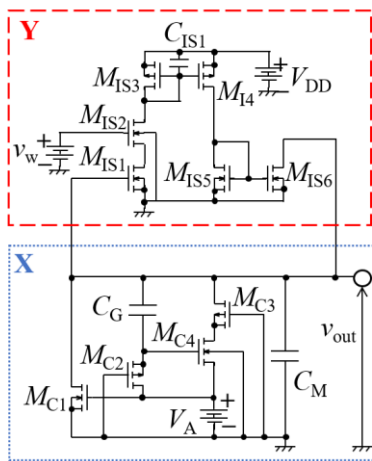 Y
C_IS1
M_IS3
M_I4
+ V_DD −
M_IS2
v_w + −
M_IS1
M_IS5
M_IS6
X
C_G
M_C3
M_C2
M_C4
v_out
M_C1
C_M
V_A + −